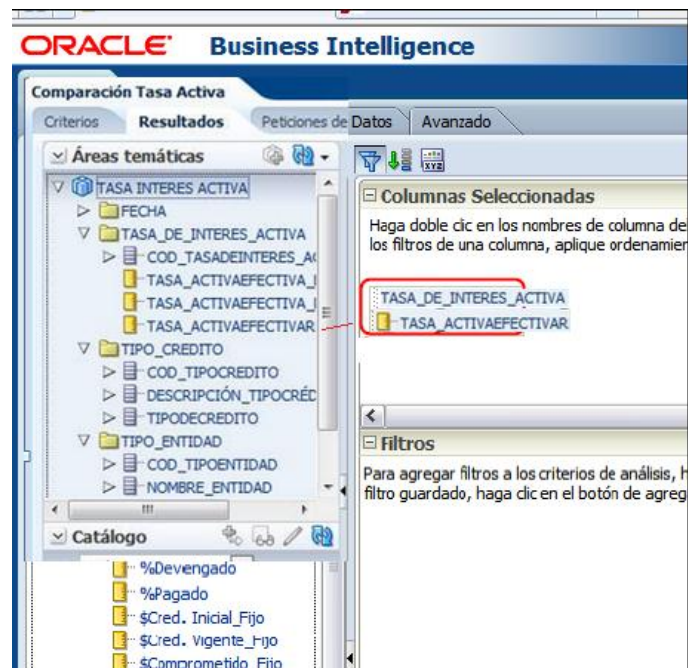 ORACLE Business Intelligence
Comparación Tasa Activa
Criterios Resultados Peticiones de Datos Avanzado
Áreas temáticas
TASA INTERES ACTIVA
FECHA
TASA_DE_INTERES_ACTIVA
COD_TASADEINTERES_A
TASA_ACTIVAEFECTIVA_
TASA_ACTIVAEFECTIVA_
TASA_ACTIVAEFECTIVAR
TIPO_CREDITO
COD_TIPOCREDITO
DESCRIPCIÓN_TIPOCRÉD
TIPODECREDITO
TIPO_ENTIDAD
COD_TIPOENTIDAD
NOMBRE_ENTIDAD
Catálogo
%Devengado
%Pagado
$Cred. Inicial_Fijo
$Cred. Vigente_Fijo
$Comprometido_Fijo
XYZ
Columnas Seleccionadas
Haga doble clic en los nombres de columna de
los filtros de una columna, aplique ordenamier
TASA_DE_INTERES_ACTIVA
TASA_ACTIVAEFECTIVAR
Filtros
Para agregar filtros a los criterios de análisis, h
filtro guardado, haga clic en el botón de agreg